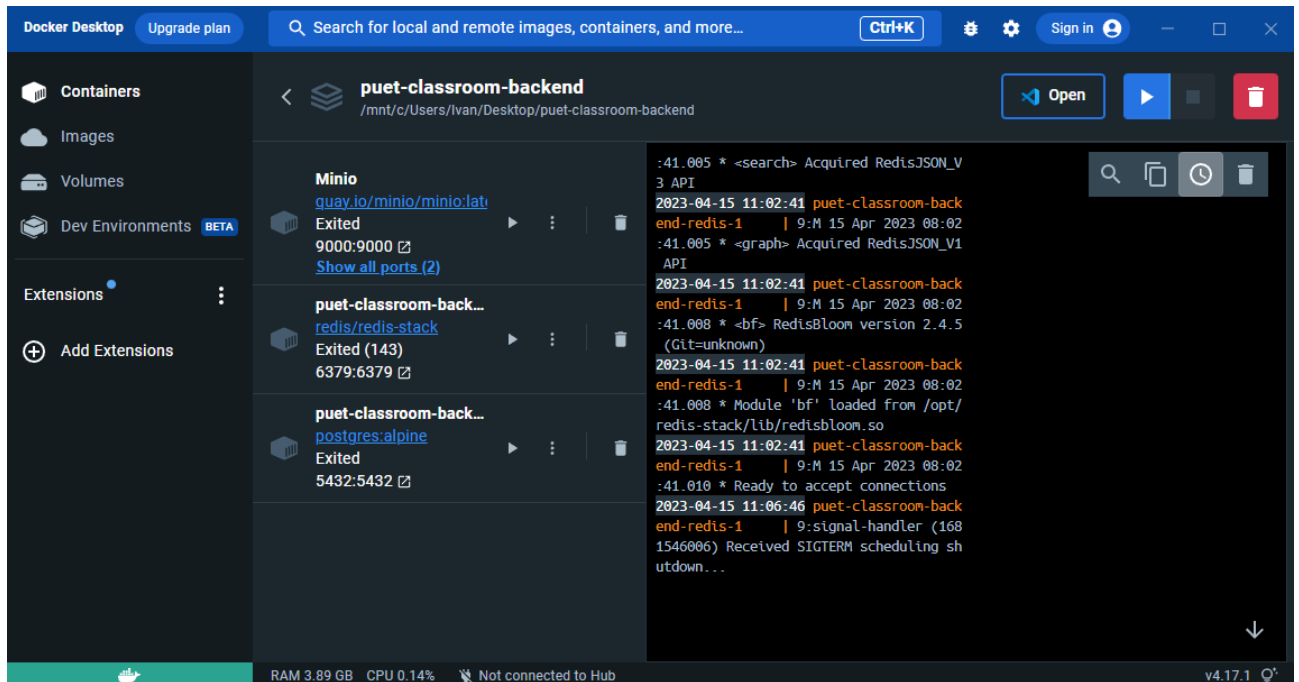 Docker Desktop
Upgrade plan
Search for local and remote images, containers, and more...
Ctrl+K
Sign in
Containers
Images
Volumes
Dev Environments BETA
Extensions
Add Extensions
puet-classroom-backend
/mnt/c/Users/Ivan/Desktop/puet-classroom-backend
Open
Minio
quay.io/minio/minio:late
Exited
9000:9000
Show all ports (2)
puet-classroom-back...
redis/redis-stack
Exited (143)
6379:6379
puet-classroom-back...
postgres:alpine
Exited
5432:5432
:41.005 * <search> Acquired RedisJSON_V
3 API
2023-04-15 11:02:41 puet-classroom-back
end-redis-1 | 9:M 15 Apr 2023 08:02
:41.005 * <graph> Acquired RedisJSON_V1
API
2023-04-15 11:02:41 puet-classroom-back
end-redis-1 | 9:M 15 Apr 2023 08:02
:41.008 * <bf> RedisBloom version 2.4.5
(Git=unknown)
2023-04-15 11:02:41 puet-classroom-back
end-redis-1 | 9:M 15 Apr 2023 08:02
:41.008 * Module 'bf' loaded from /opt/
redis-stack/lib/redisbloom.so
2023-04-15 11:02:41 puet-classroom-back
end-redis-1 | 9:M 15 Apr 2023 08:02
:41.010 * Ready to accept connections
2023-04-15 11:06:46 puet-classroom-back
end-redis-1 | 9:signal-handler (168
1546006) Received SIGTERM scheduling sh
utdown...
RAM 3.89 GB CPU 0.14% Not connected to Hub
v4.17.1